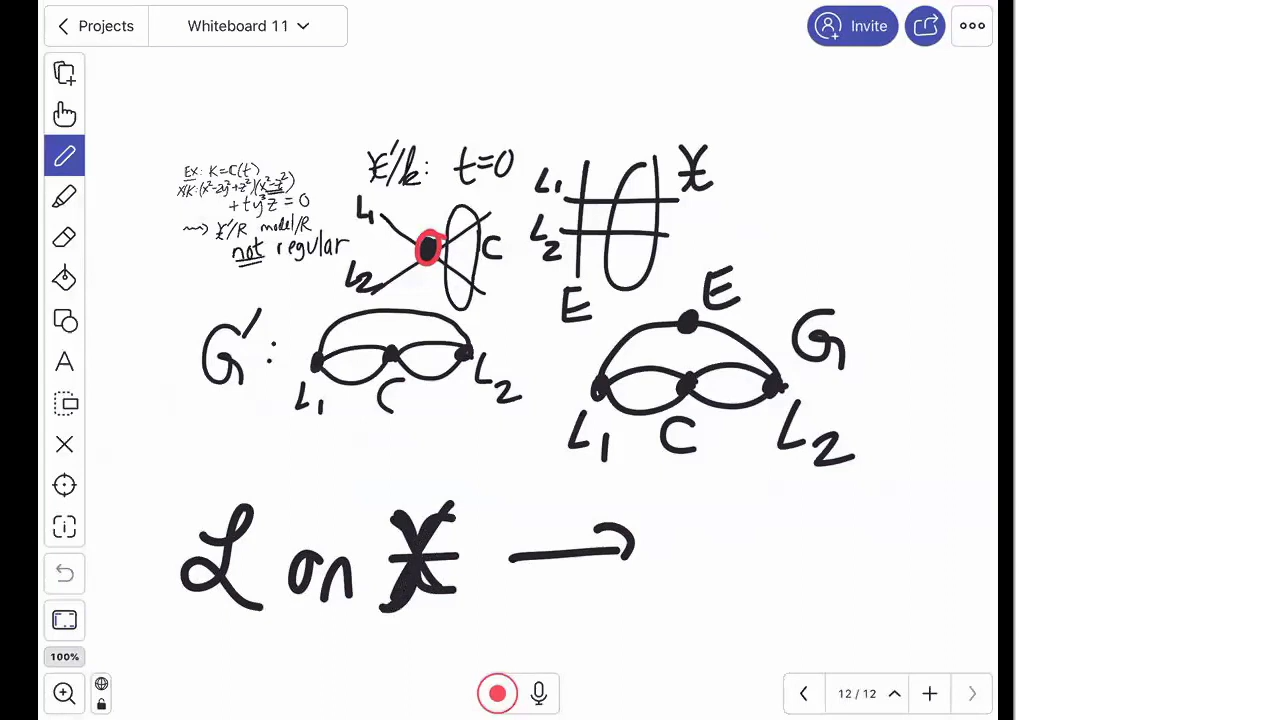 Projects
Whiteboard 11
Invite
Ex: K=C(t)
X/K: (x²-2y²+z²)(x²-z²)
+ty³z=0
⇝ X'/R model/R
not regular
X'/k: t=0
L1
L2
C
L1
L2
E
X
G':
L1
C
L2
E
G
L1
C
L2
L on X →
A
100%
12/12